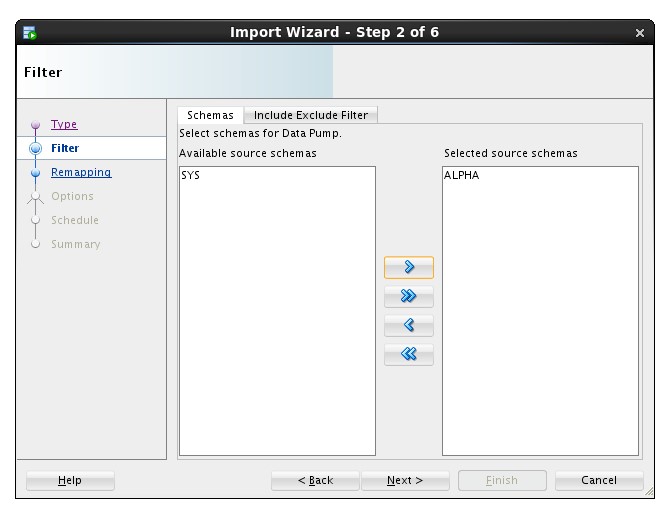 Import Wizard - Step 2 of 6
Filter
Type
Filter
Remapping
Options
Schedule
Summary
Schemas
Include Exclude Filter
Select schemas for Data Pump.
Available source schemas
SYS
Selected source schemas
ALPHA
Help
< Back
Next >
Finish
Cancel